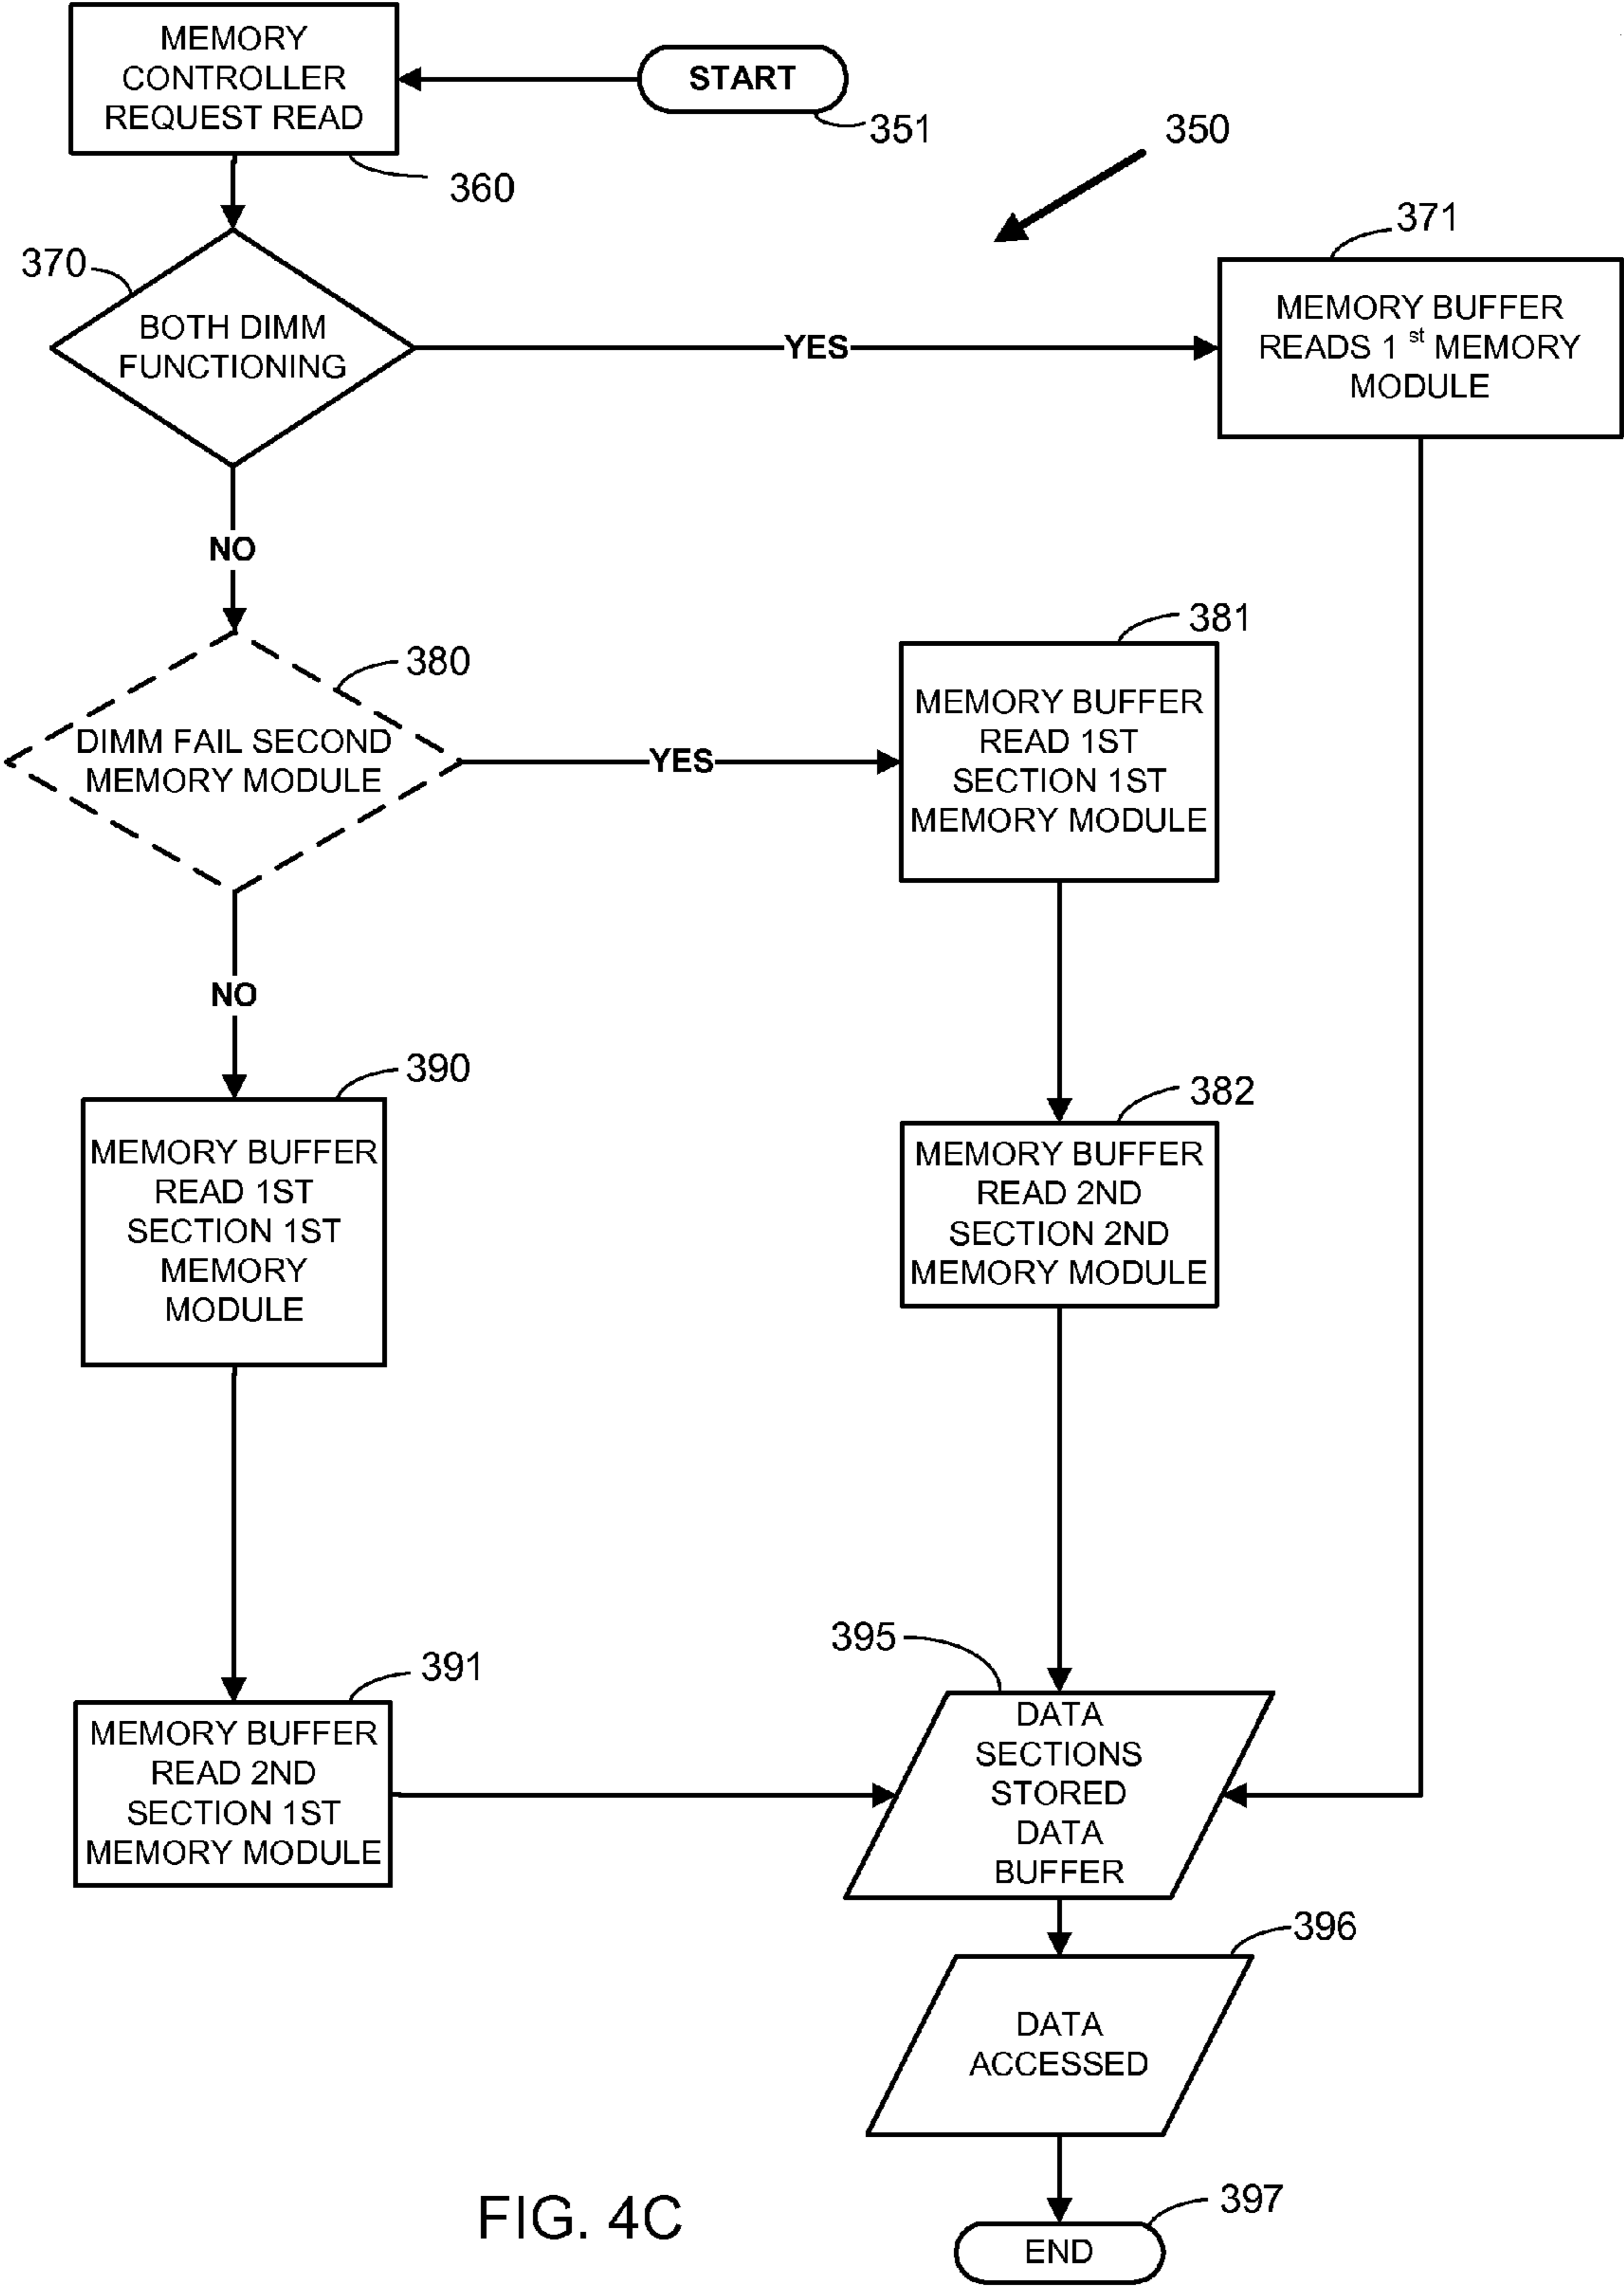 MEMORY
CONTROLLER
REQUEST READ
START
351
360
350
370
BOTH DIMM
FUNCTIONING
YES
371
MEMORY BUFFER
READS 1 st MEMORY
MODULE
NO
380
DIMM FAIL SECOND
MEMORY MODULE
YES
381
MEMORY BUFFER
READ 1ST
SECTION 1ST
MEMORY MODULE
NO
390
MEMORY BUFFER
READ 1ST
SECTION 1ST
MEMORY
MODULE
382
MEMORY BUFFER
READ 2ND
SECTION 2ND
MEMORY MODULE
391
MEMORY BUFFER
READ 2ND
SECTION 1ST
MEMORY MODULE
395
DATA
SECTIONS
STORED
DATA
BUFFER
396
DATA
ACCESSED
397
END
FIG. 4C